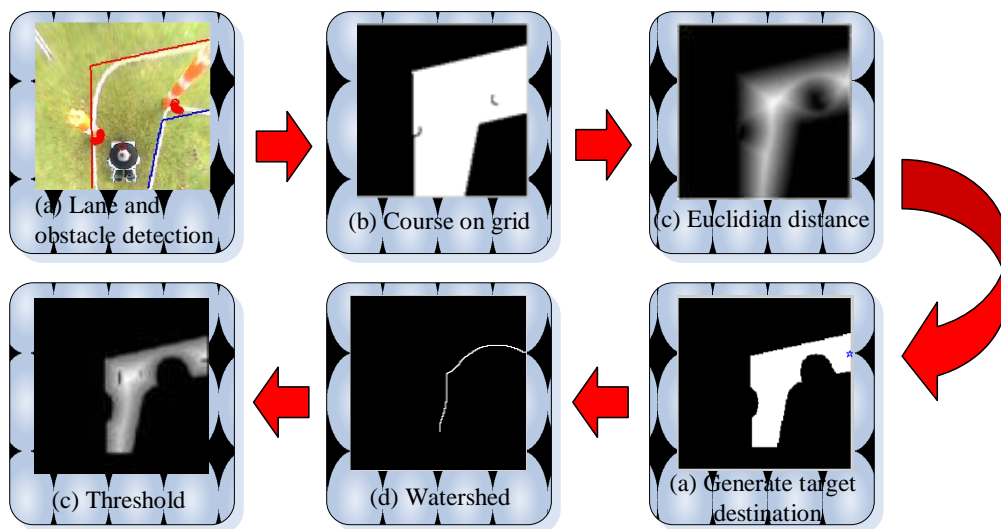 (a) Lane and
obstacle detection
(b) Course on grid
(c) Euclidian distance
(c) Threshold
(d) Watershed
(a) Generate target
destination